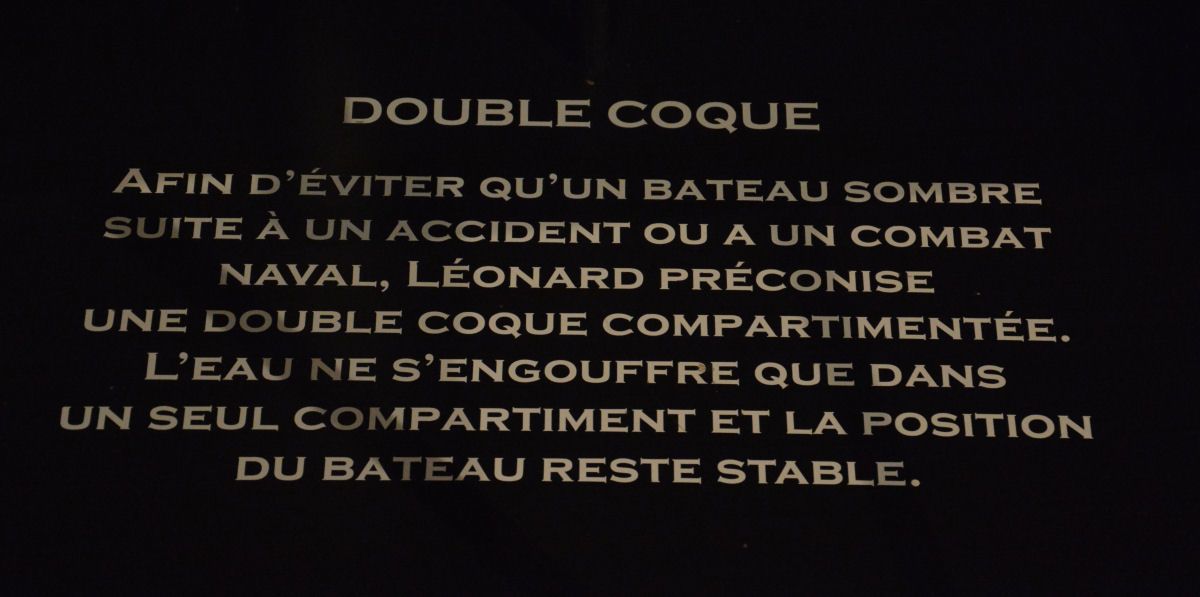 DOUBLE COQUE
AFIN D'ÉVITER QU'UN BATEAU SOMBRE
SUITE À UN ACCIDENT OU A UN COMBAT
NAVAL, LÉONARD PRÉCONISE
UNE DOUBLE COQUE COMPARTIMENTÉE.
L'EAU NE S'ENGOUFFRE QUE DANS
UN SEUL COMPARTIMENT ET LA POSITION
DU BATEAU RESTE STABLE.